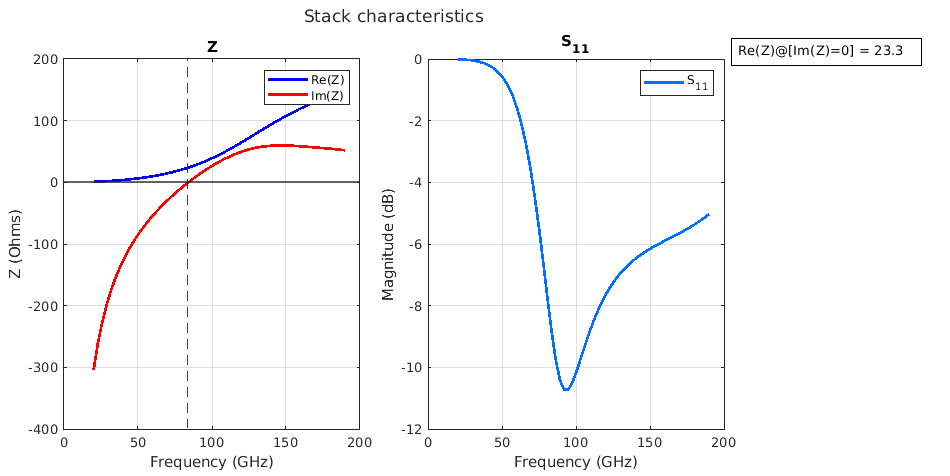 Stack characteristics
Z
200
100
0
-100
-200
-300
-400
0
50
100
150
200
Z (Ohms)
Frequency (GHz)
Re(Z)
Im(Z)
S11
0
-2
-4
-6
-8
-10
-12
0
50
100
150
200
Magnitude (dB)
Frequency (GHz)
S11
Re(Z)@[Im(Z)=0] = 23.3